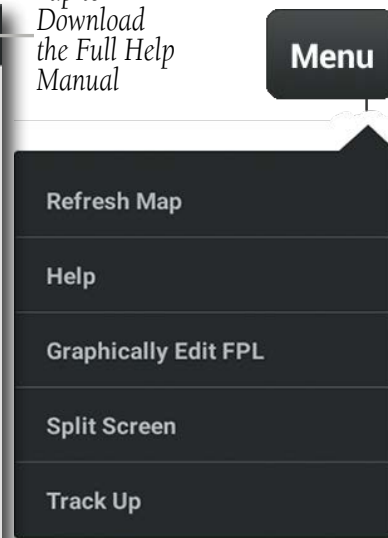 Download
the Full Help
Manual
Menu
Refresh Map
Help
Graphically Edit FPL
Split Screen
Track Up